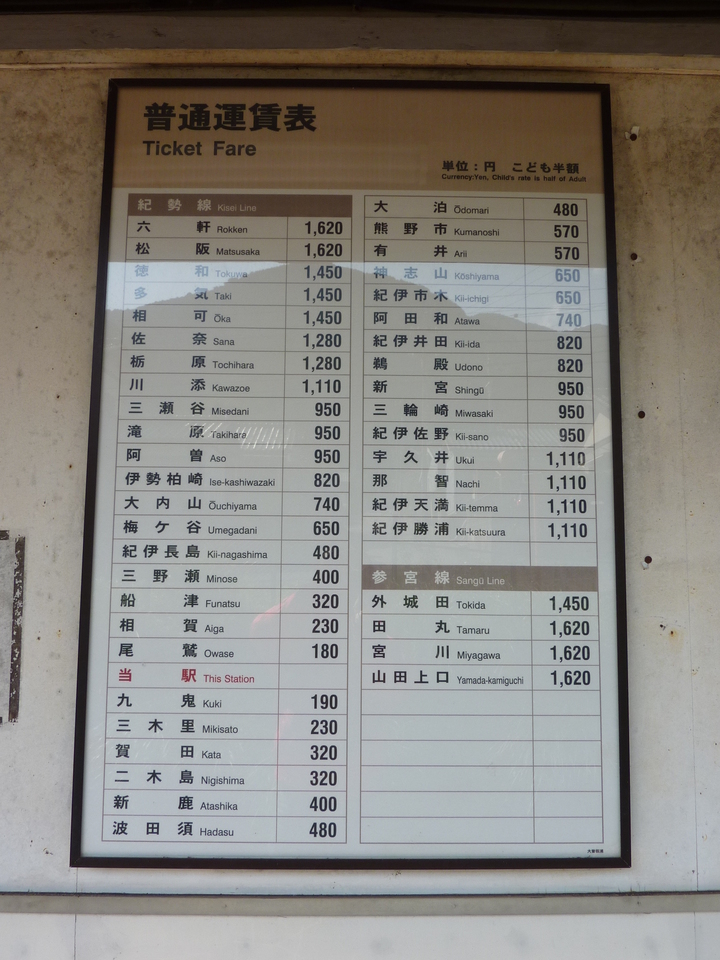 普通運賃表
Ticket Fare
単位：円 こども半額
Currency:Yen, Child's rate is half of Adult
紀勢線 Kisei Line
六軒 Rokken 1,620
松阪 Matsusaka 1,620
徳和 Tokuwa 1,450
多気 Taki 1,450
相可 Ōka 1,450
佐奈 Sana 1,280
栃原 Tochihara 1,280
川添 Kawazoe 1,110
三瀬谷 Misedani 950
滝原 Takihara 950
阿曽 Aso 950
伊勢柏崎 Ise-kashiwazaki 820
大内山 Ōuchiyama 740
梅ケ谷 Umegadani 650
紀伊長島 Kii-nagashima 480
三野瀬 Minose 400
船津 Funatsu 320
相賀 Aiga 230
尾鷲 Owase 180
当駅 This Station
九鬼 Kuki 190
三木里 Mikisato 230
賀田 Kata 320
二木島 Nigishima 320
新鹿 Atashika 400
波田須 Hadasu 480
大泊 Ōdomari 480
熊野市 Kumanoshi 570
有井 Arii 570
神志山 Kōshiyama 650
紀伊市木 Kii-ichigi 650
阿田和 Atawa 740
紀伊井田 Kii-ida 820
鵜殿 Udono 820
新宮 Shingū 950
三輪崎 Miwasaki 950
紀伊佐野 Kii-sano 950
宇久井 Ukui 1,110
那智 Nachi 1,110
紀伊天満 Kii-temma 1,110
紀伊勝浦 Kii-katsuura 1,110
参宮線 Sangū Line
外城田 Tokida 1,450
田丸 Tamaru 1,620
宮川 Miyagawa 1,620
山田上口 Yamada-kamiguchi 1,620